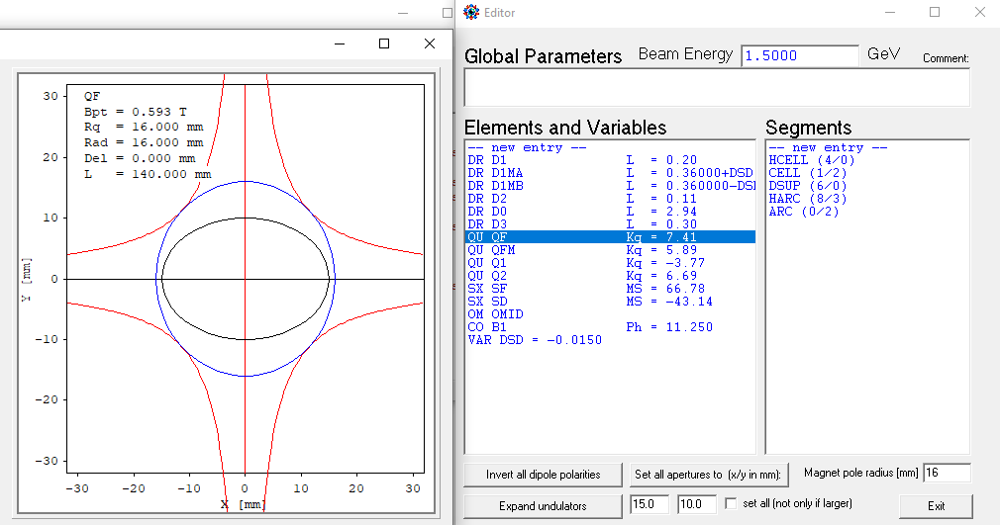 Editor
QF
Bpt = 0.593 T
Rq = 16.000 mm
Rad = 16.000 mm
Del = 0.000 mm
L = 140.000 mm
30
20
10
0
-10
-20
-30
Y [mm]
-30 -20 -10 0 10 20 30
X [mm]
Global Parameters Beam Energy 1.5000 GeV Comment:
Elements and Variables
-- new entry --
DR D1 L = 0.20
DR D1MA L = 0.36000+DSD
DR D1MB L = 0.360000-DSI
DR D2 L = 0.11
DR D0 L = 2.94
DR D3 L = 0.30
QU QF Kq = 7.41
QU QFM Kq = 5.89
QU Q1 Kq = -3.77
QU Q2 Kq = 6.69
SX SF MS = 66.78
SX SD MS = -43.14
OM OMID
CO B1 Ph = 11.250
VAR DSD = -0.0150
Segments
-- new entry --
HCELL (4/0)
CELL (1/2)
DSUP (6/0)
HARC (8/3)
ARC (0/2)
Invert all dipole polarities
Set all apertures to (x/y in mm):
Magnet pole radius [mm] 16
Expand undulators
15.0 10.0 set all (not only if larger)
Exit